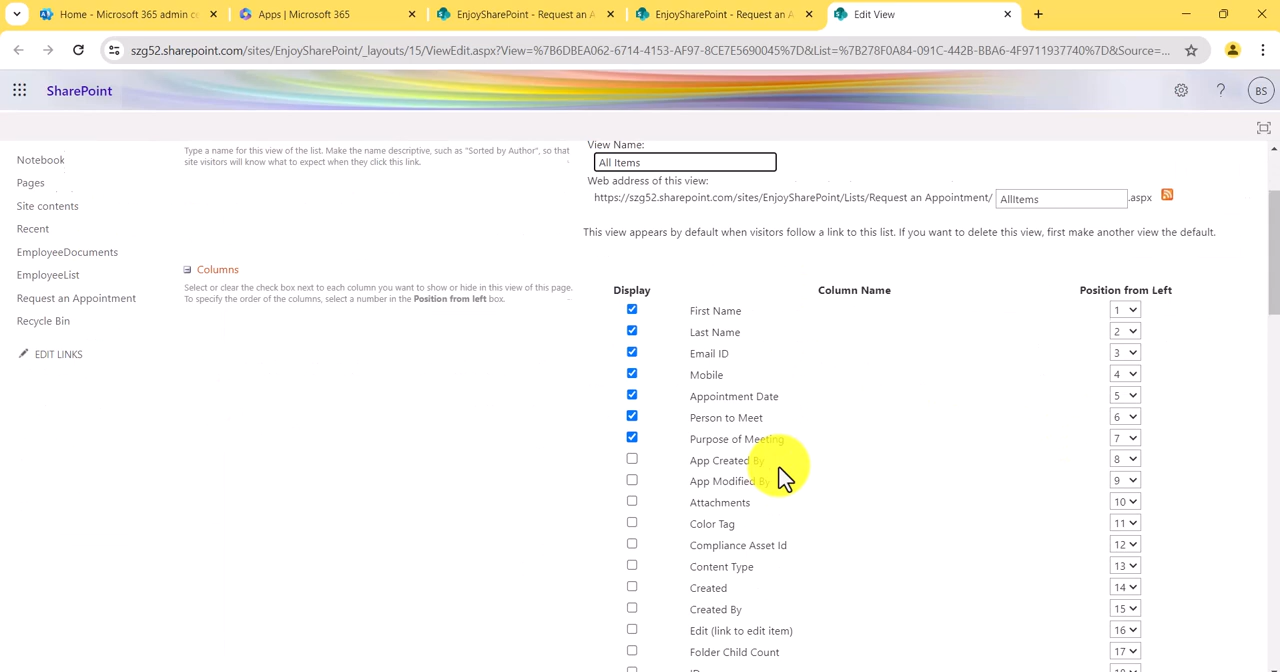 Home - Microsoft 365 admin ce
Apps | Microsoft 365
EnjoySharePoint - Request an A
EnjoySharePoint - Request an A
Edit View
szg52.sharepoint.com/sites/EnjoySharePoint/_layouts/15/ViewEdit.aspx?View=%7B6DBEA062-6714-4153-AF97-8CF7E5690045%7D&List=%7B278F0A84-091C-442B-BBA6-4F9711937740%7D&Source=...
SharePoint
BS
Notebook
Pages
Site contents
Recent
EmployeeDocuments
EmployeeList
Request an Appointment
Recycle Bin
EDIT LINKS
Type a name for this view of the list. Make the name descriptive, such as "Sorted by Author", so that
site visitors will know what to expect when they click this link.
View Name:
All Items
Web address of this view:
https://szg52.sharepoint.com/sites/EnjoySharePoint/Lists/Request an Appointment/ AllItems .aspx
This view appears by default when visitors follow a link to this list. If you want to delete this view, first make another view the default.
Columns
Select or clear the check box next to each column you want to show or hide in this view of this page.
To specify the order of the columns, select a number in the Position from left box.
Display Column Name Position from Left
First Name 1
Last Name 2
Email ID 3
Mobile 4
Appointment Date 5
Person to Meet 6
Purpose of Meeting 7
App Created By 8
App Modified By 9
Attachments 10
Color Tag 11
Compliance Asset Id 12
Content Type 13
Created 14
Created By 15
Edit (link to edit item) 16
Folder Child Count 17
ID 18